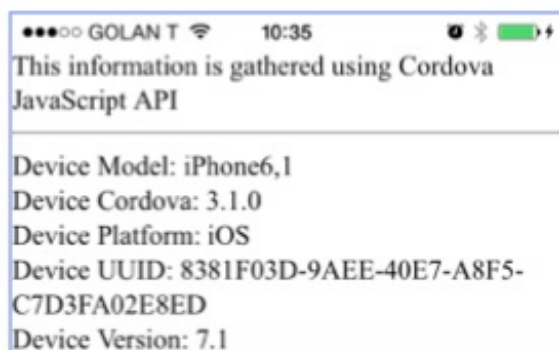 GOLAN T 10:35
This information is gathered using Cordova
JavaScript API
Device Model: iPhone6,1
Device Cordova: 3.1.0
Device Platform: iOS
Device UUID: 8381F03D-9AEE-40E7-A8F5-
C7D3FA02E8ED
Device Version: 7.1